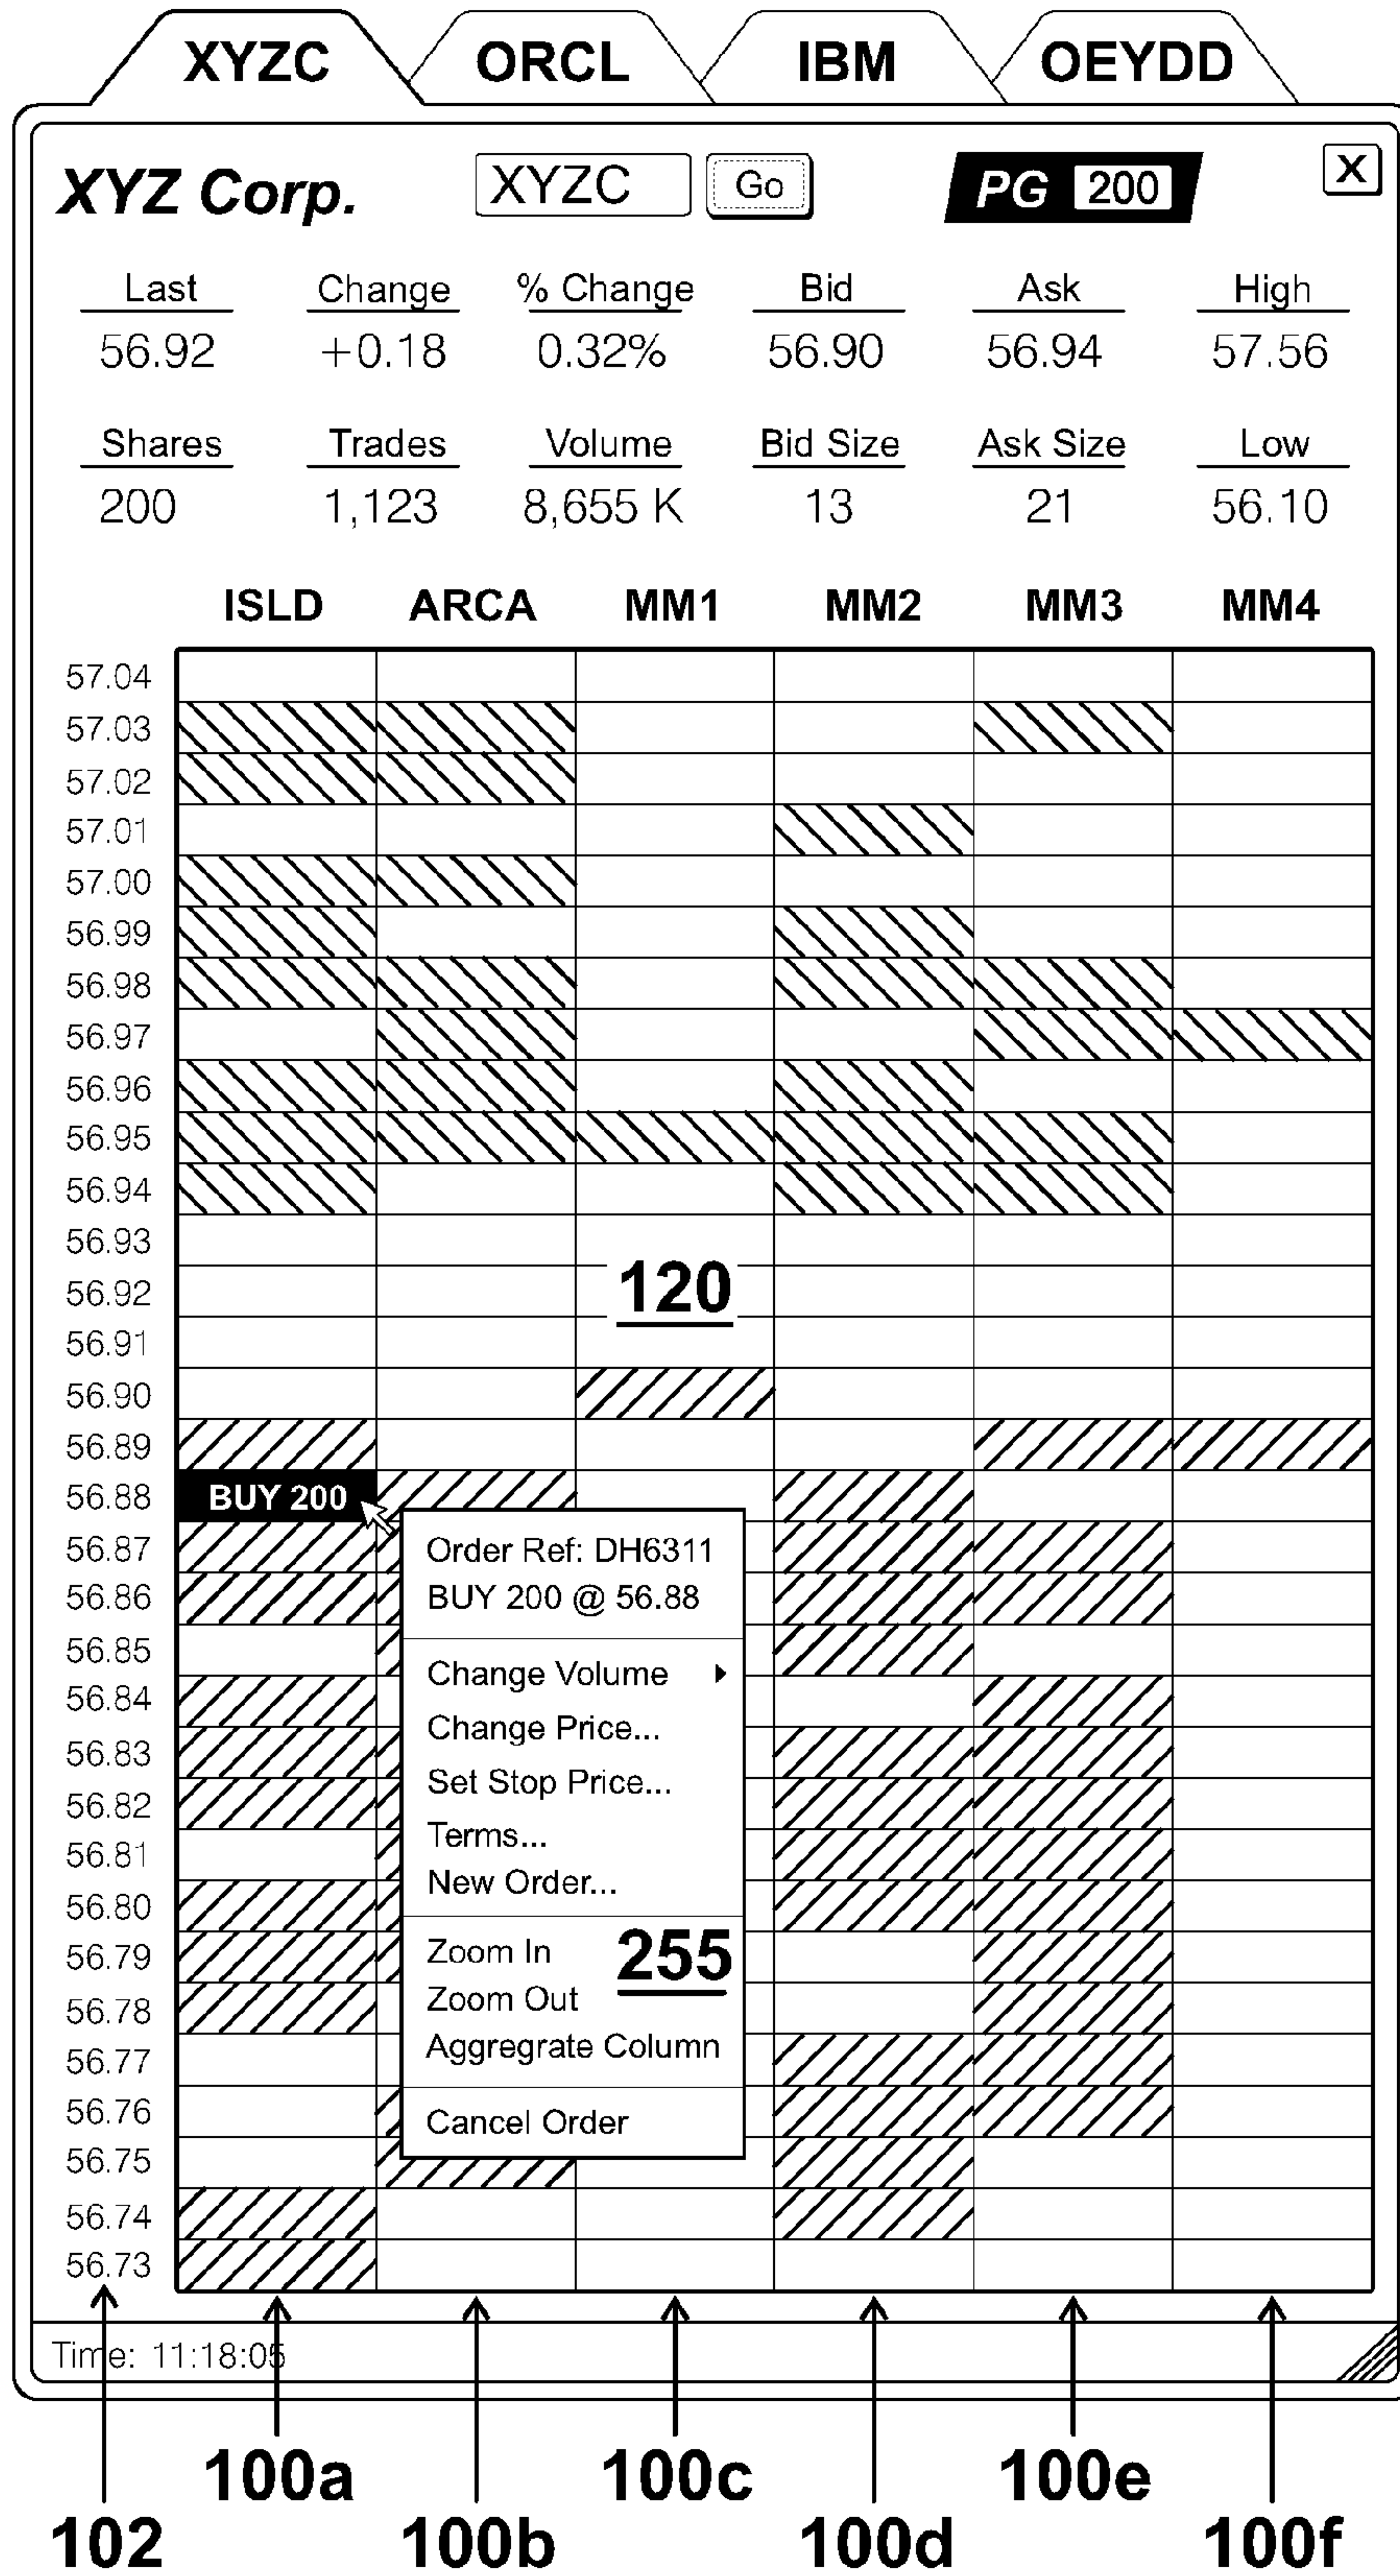 XYZC ORCL IBM OEYDD
XYZ Corp. XYZC Go PG 200 X
Last Change % Change Bid Ask High
56.92 +0.18 0.32% 56.90 56.94 57.56
Shares Trades Volume Bid Size Ask Size Low
200 1,123 8,655 K 13 21 56.10
ISLD ARCA MM1 MM2 MM3 MM4
57.04
57.03
57.02
57.01
57.00
56.99
56.98
56.97
56.96
56.95
56.94
56.93
56.92 120
56.91
56.90
56.89
56.88 BUY 200
56.87 Order Ref: DH6311
56.86 BUY 200 @ 56.88
56.85
Change Volume
56.84
Change Price...
56.83
Set Stop Price...
56.82
Terms...
56.81
New Order...
56.80
56.79 Zoom In 255
56.78 Zoom Out
56.77 Aggregrate Column
56.76 Cancel Order
56.75
56.74
56.73
Time: 11:18:05
100a 100c 100e
102 100b 100d 100f